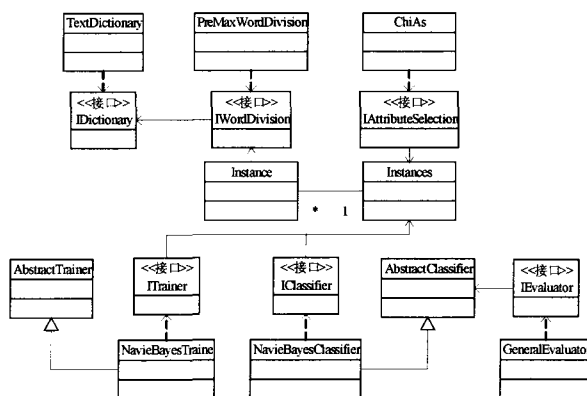 TextDictionary
PreMaxWordDivision
ChiAs
<<接口>>
IDictionary
<<接口>>
IWordDivision
<<接口>>
IAttributeSelection
Instance
Instances
* 1
AbstractTrainer
<<接口>>
ITrainer
<<接口>>
IClassifier
AbstractClassifier
<<接口>>
IEvaluator
NavieBayesTraine
NavieBayesClassifier
GeneralEvaluator